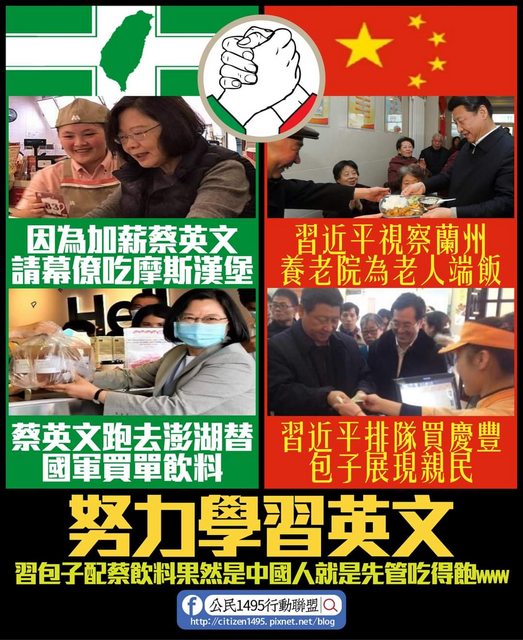 因為加薪蔡英文
請幕僚吃摩斯漢堡
習近平視察蘭州
養老院為老人端飯
He
蔡英文跑去澎湖替
國軍買單飲料
習近平排隊買慶豐
包子展現親民
努力學習英文
習包子配蔡飲料果然是中國人就是先管吃得飽www
公民1495行動聯盟
http://citizen1495.pixnet.net/blog